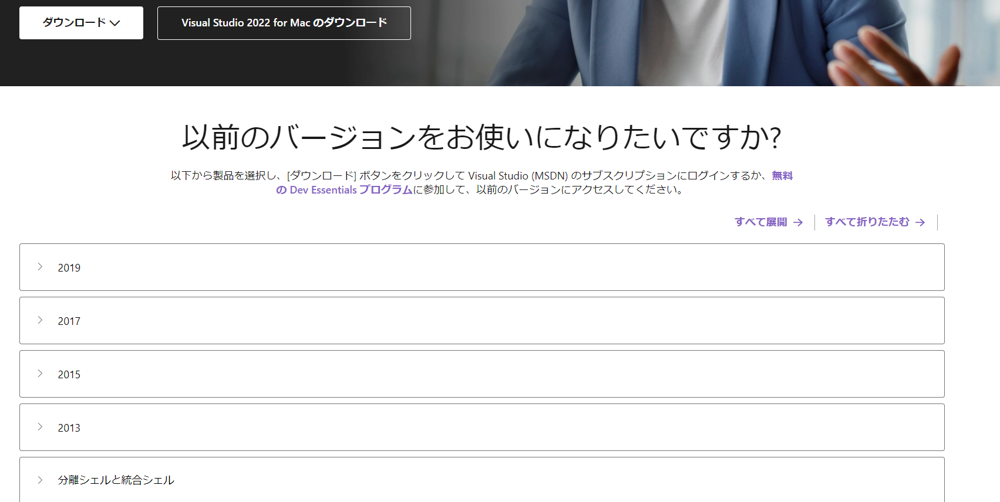 ダウンロード
Visual Studio 2022 for Mac のダウンロード
以前のバージョンをお使いになりたいですか?
以下から製品を選択し、[ダウンロード] ボタンをクリックして Visual Studio (MSDN) のサブスクリプションにログインするか、無料
の Dev Essentials プログラムに参加して、以前のバージョンにアクセスしてください。
すべて展開
すべて折りたたむ
2019
2017
2015
2013
分離シェルと統合シェル